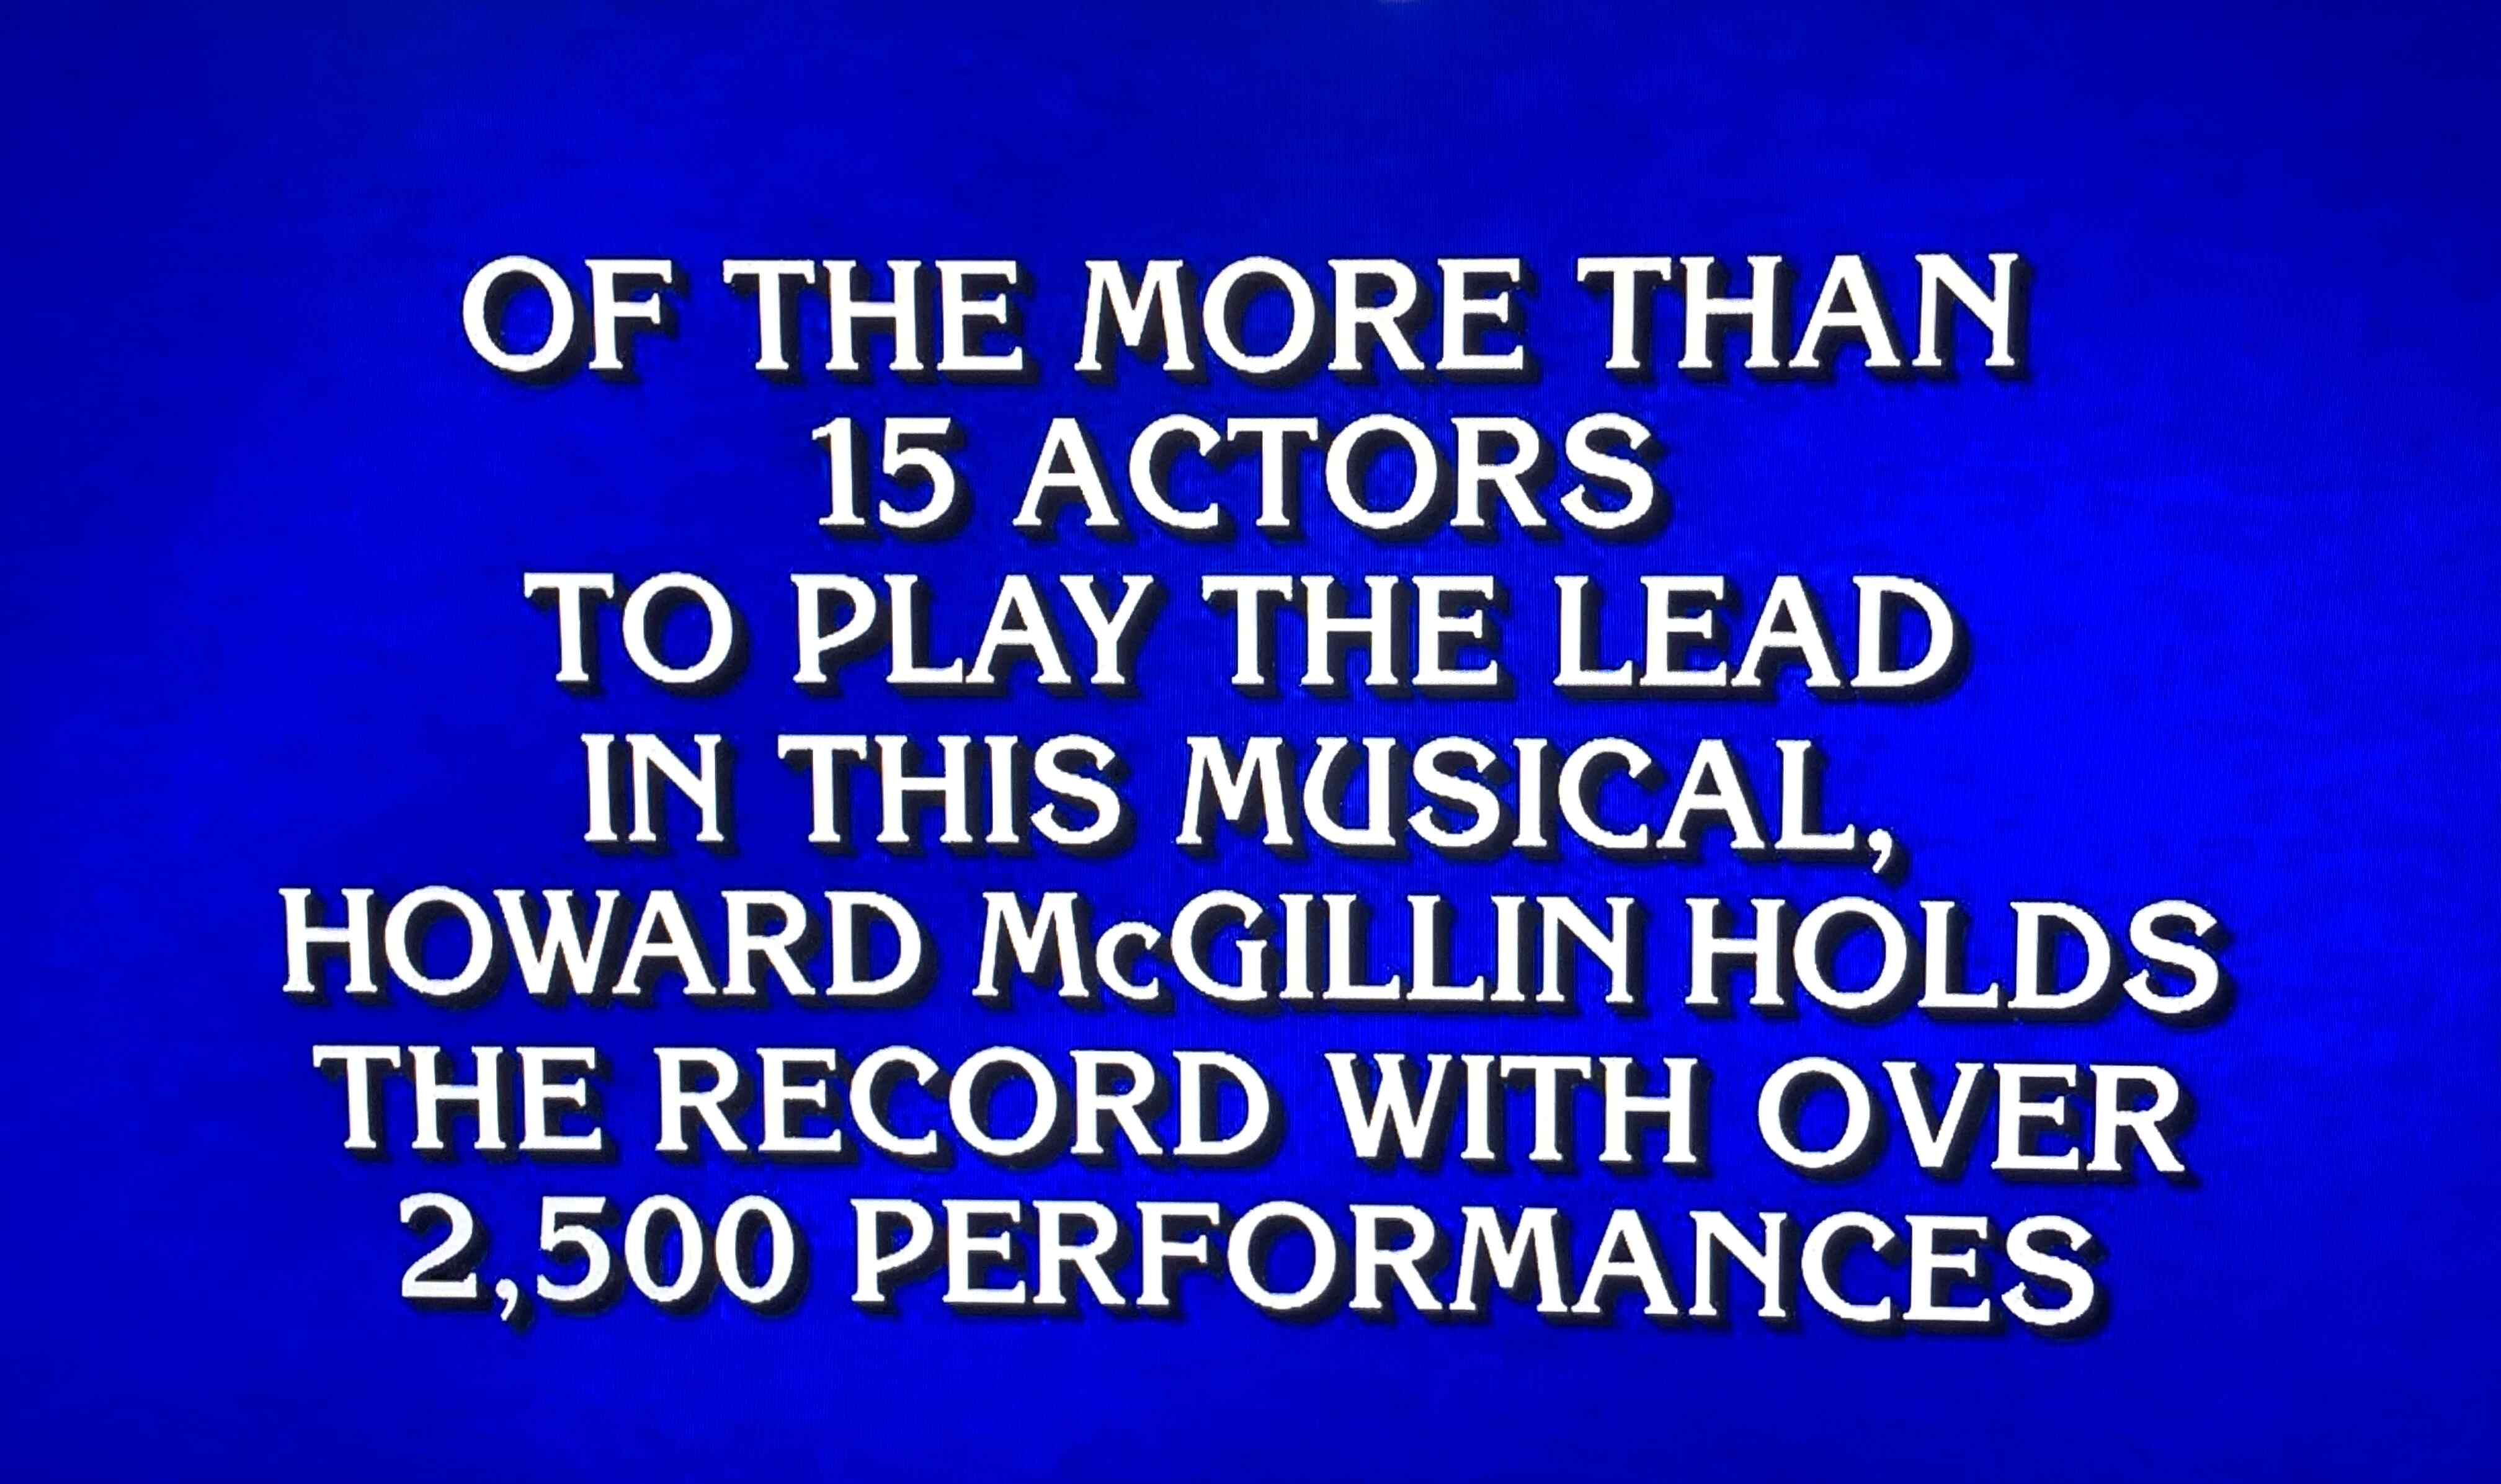 OF THE MORE THAN
15 ACTORS
TO PLAY THE LEAD
IN THIS MUSICAL,
HOWARD McGILLIN HOLDS
THE RECORD WITH OVER
2,500 PERFORMANCES